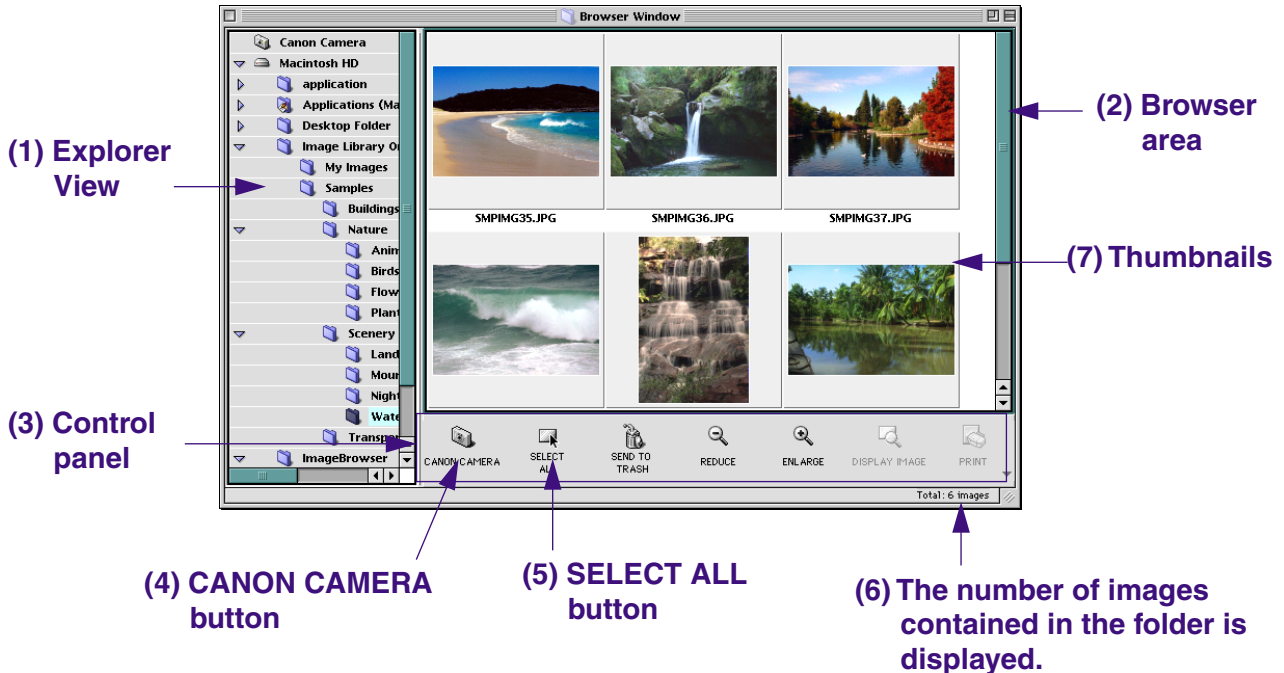 Browser Window
Canon Camera
Macintosh HD
application
Applications (Ma
Desktop Folder
Image Library O
My Images
Samples
Buildings
Nature
Anim
Birds
Flow
Plant
Scenery
Land
Moun
Night
Wate
Transpor
ImageBrowser
SMPIMG35.JPG
SMPIMG36.JPG
SMPIMG37.JPG
CANON CAMERA
SELECT
ALL
SEND TO
TRASH
REDUCE
ENLARGE
DISPLAY IMAGE
PRINT
Total: 6 images
(1) Explorer
View
(2) Browser
area
(7) Thumbnails
(3) Control
panel
(4) CANON CAMERA
button
(5) SELECT ALL
button
(6) The number of images
contained in the folder is
displayed.